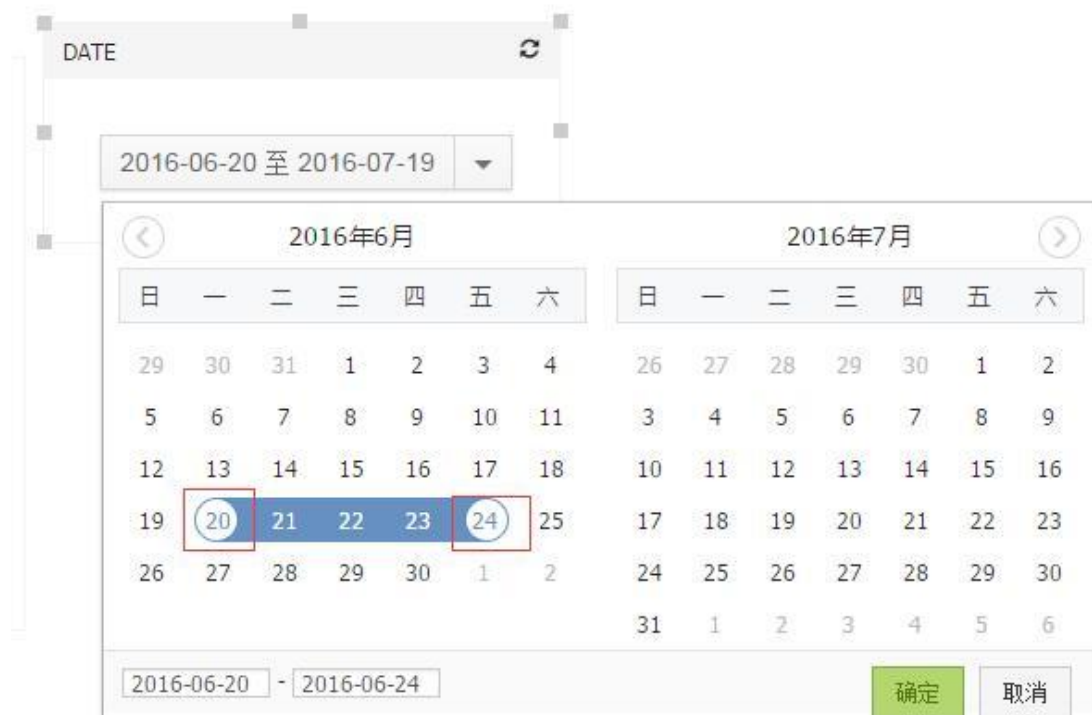 DATE
2016-06-20 至 2016-07-19
2016年6月 2016年7月
日 一 二 三 四 五 六 日 一 二 三 四 五 六
29 30 31 1 2 3 4 26 27 28 29 30 1 2
5 6 7 8 9 10 11 3 4 5 6 7 8 9
12 13 14 15 16 17 18 10 11 12 13 14 15 16
19 20 21 22 23 24 25 17 18 19 20 21 22 23
26 27 28 29 30 1 2 24 25 26 27 28 29 30
31 1 2 3 4 5 6
2016-06-20 - 2016-06-24 确定 取消